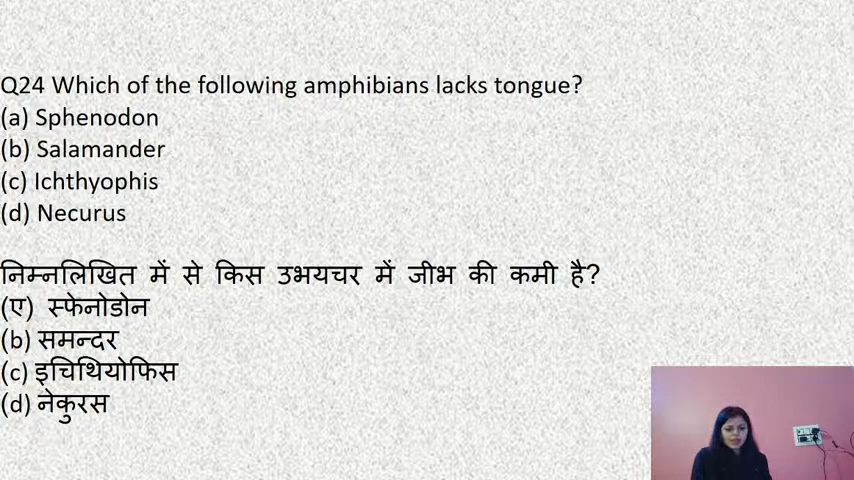 Q24 Which of the following amphibians lacks tongue?
(a) Sphenodon
(b) Salamander
(c) Ichthyophis
(d) Necurus
निम्नलिखित में से किस उभयचर में जीभ की कमी है?
(ए) स्फेनोडोन
(b) समन्दर
(c) इचिथियोफिस
(d) नेकुरस